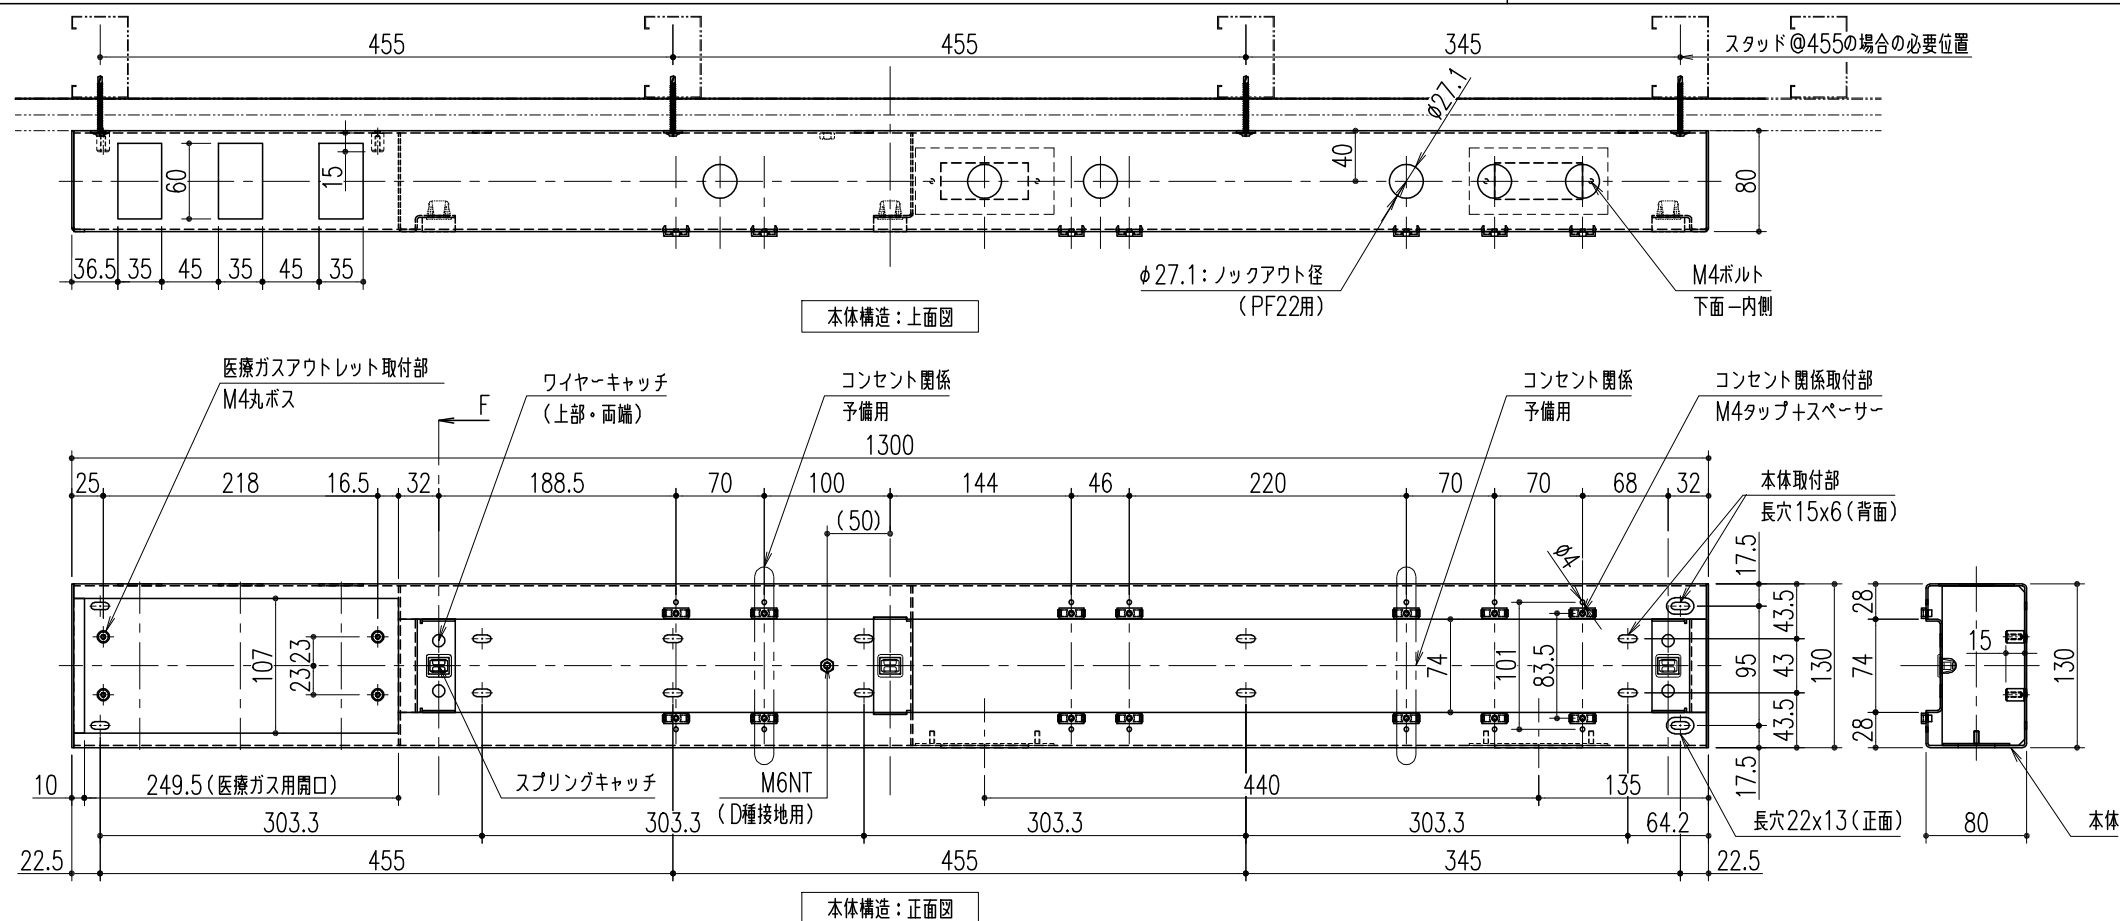 455
455
345
スタッド@455の場合の必要位置
φ27.1
40
80
60
15
36.5
35
45
35
45
35
φ27.1:ノックアウト径
(PF22用)
M4ボルト
下面ー内側
本体構造:上面図
医療ガスアウトレット取付部
M4丸ボス
ワイヤーキャッチ
(上部・両端)
F
コンセント関係
予備用
コンセント関係
予備用
コンセント関係取付部
M4タップ+スペーサー
本体取付部
長穴15x6(背面)
1300
25
218
16.5
32
188.5
70
100
144
46
220
70
70
68
32
(50)
φ4
17.5
43.5
95
43
130
43.5
17.5
107
23
23
74
101
83.5
28
74
28
15
130
10
249.5(医療ガス用開口)
スプリングキャッチ
M6NT
(D種接地用)
440
135
303.3
303.3
303.3
303.3
64.2
長穴22x13(正面)
80
本体
22.5
455
455
345
22.5
本体構造:正面図